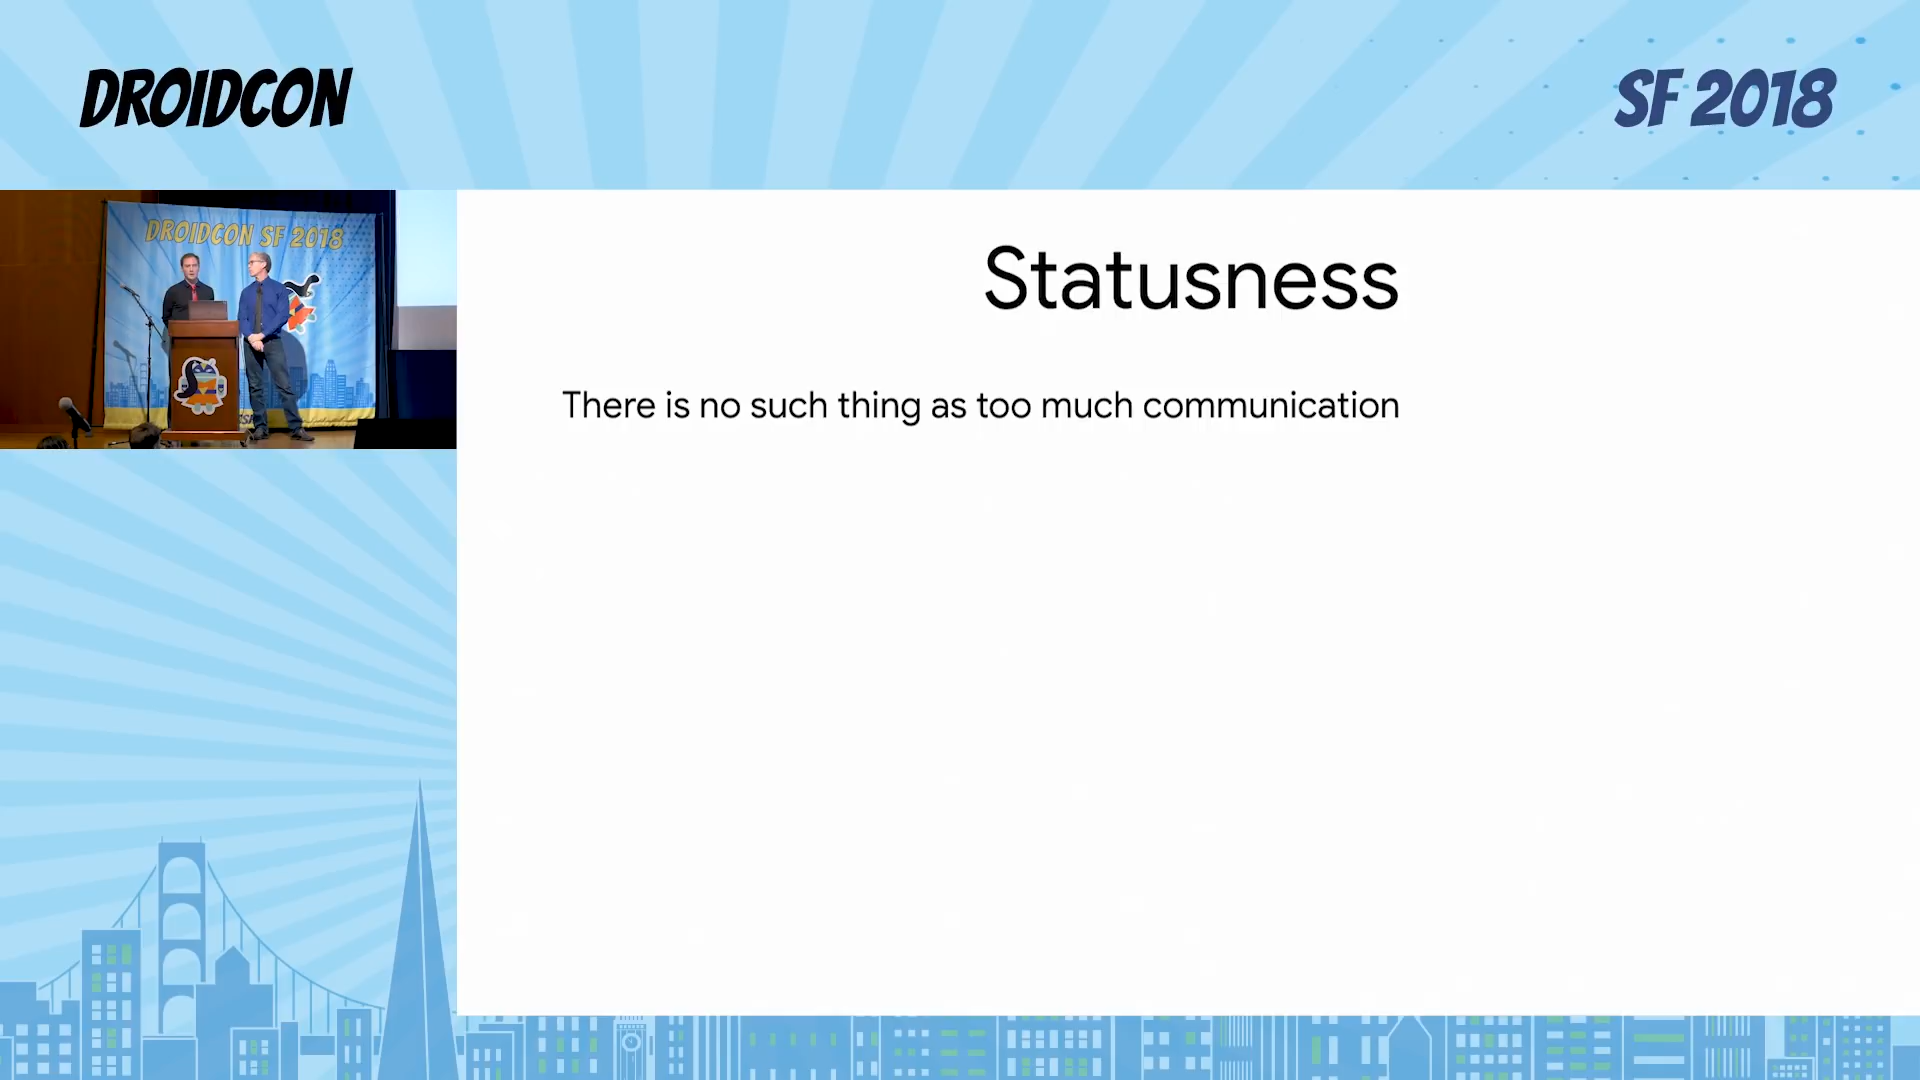 DROIDCON
SF 2018
DROIDCON SF 2018
Statusness
There is no such thing as too much communication